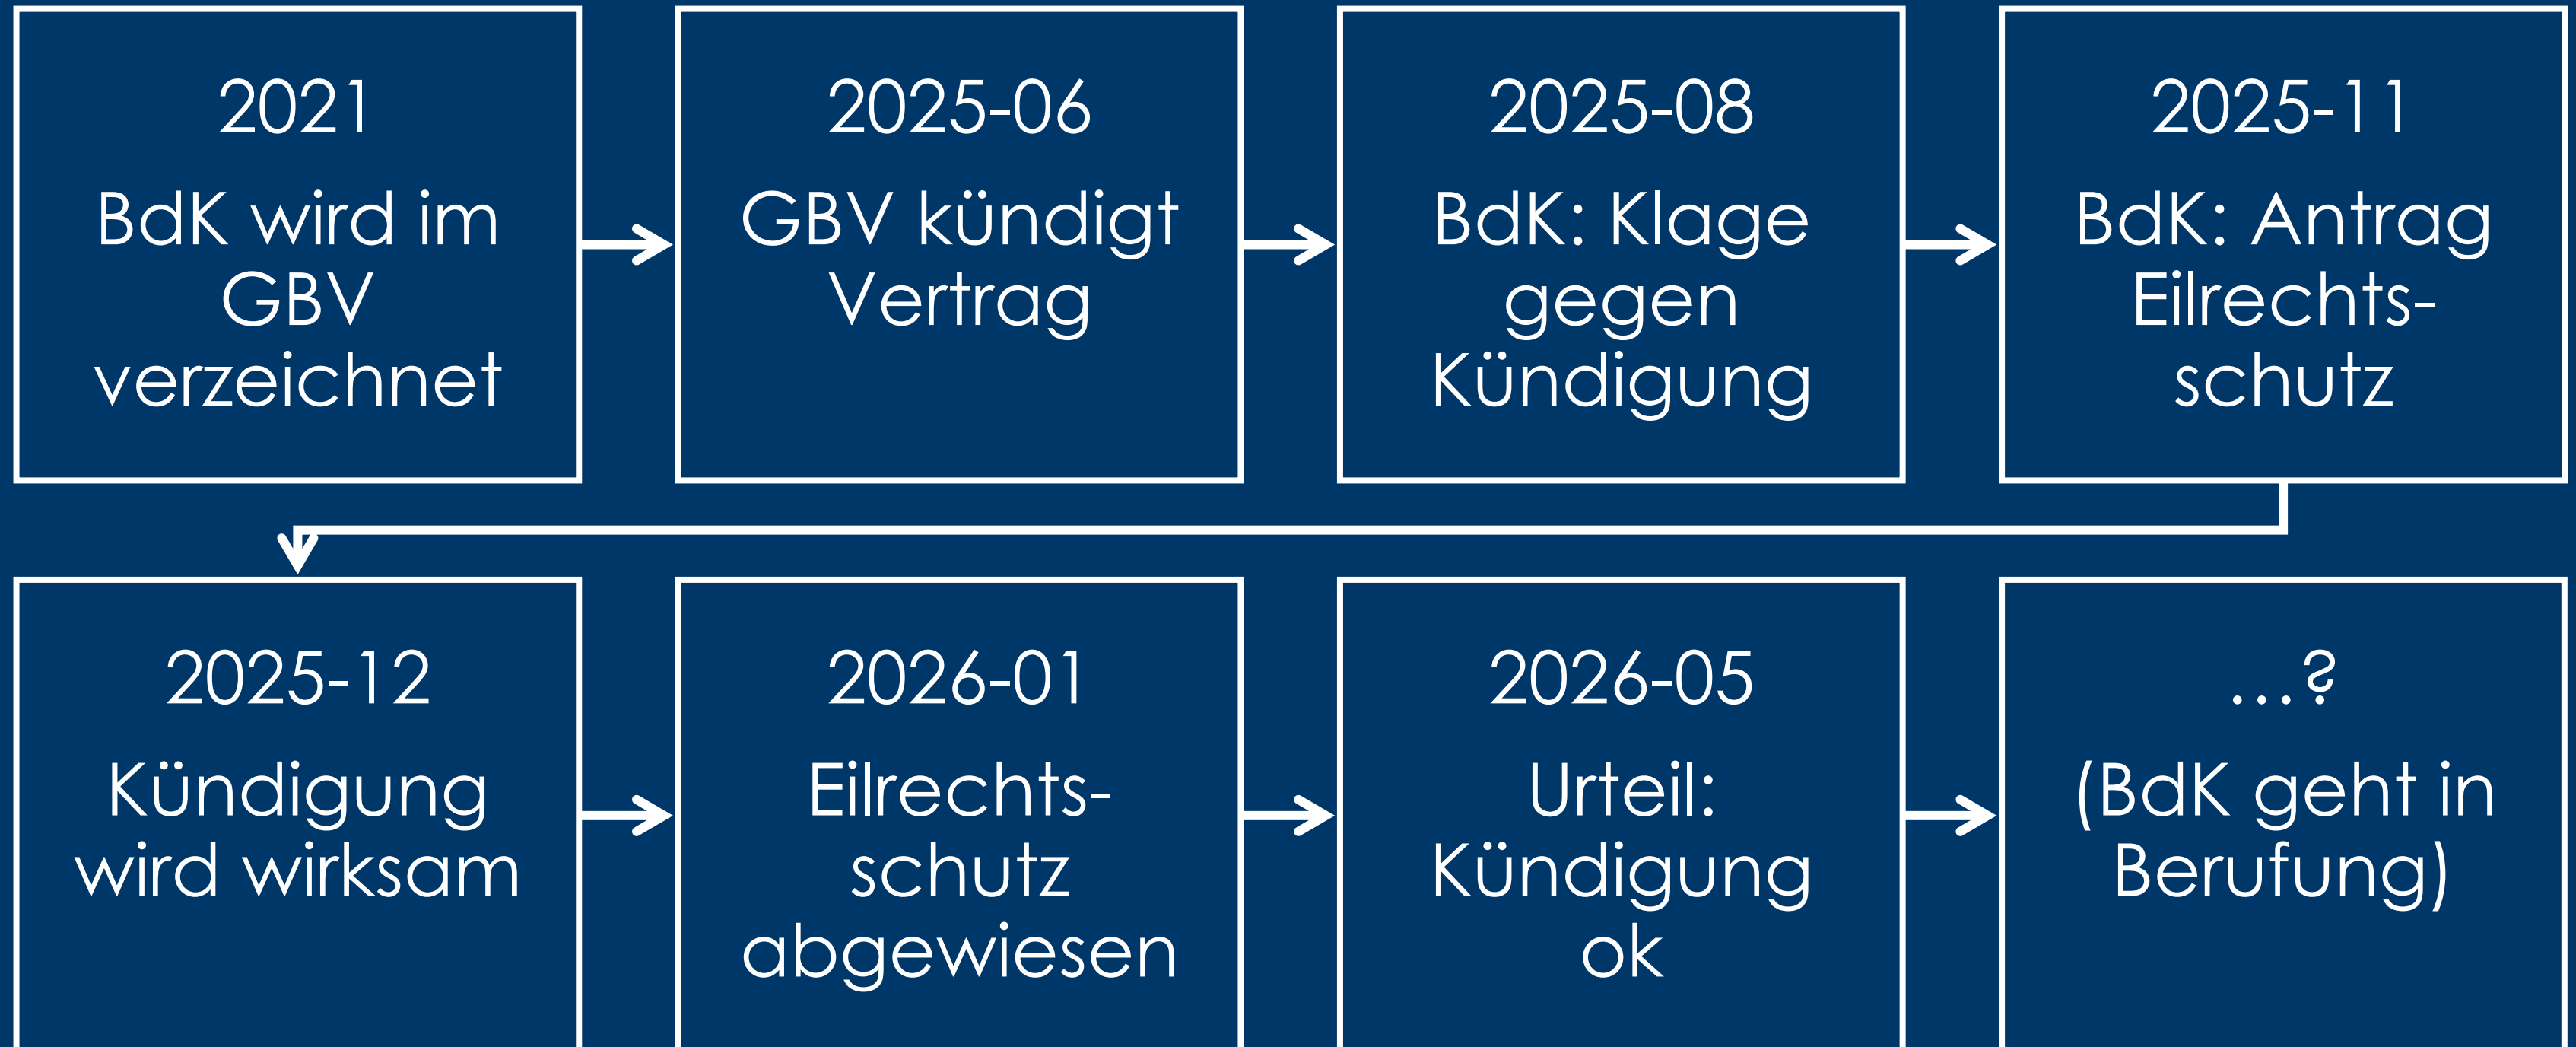 2021
BdK wird im
GBV
verzeichnet
2025-06
GBV kündigt
Vertrag
2025-08
BdK: Klage
gegen
Kündigung
2025-11
BdK: Antrag
Eilrechts-
schutz
2025-12
Kündigung
wird wirksam
2026-01
Eilrechts-
schutz
abgewiesen
2026-05
Urteil:
Kündigung
ok
...?
(BdK geht in
Berufung)